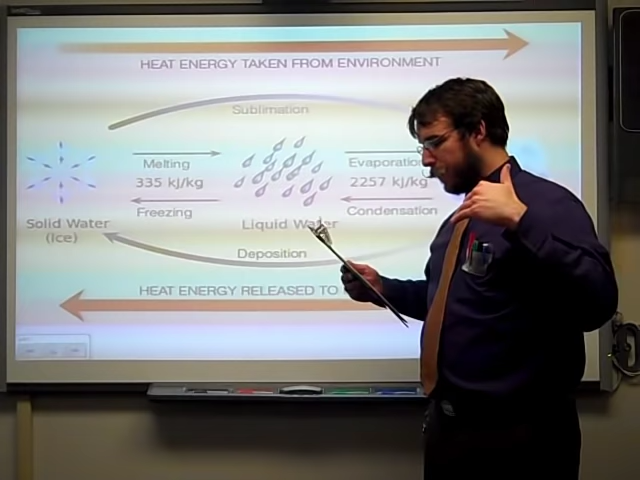 HEAT ENERGY TAKEN FROM ENVIRONMENT
Sublimation
Melting
Evaporation
335 kJ/kg
2257 kJ/kg
Freezing
Condensation
Solid Water
(Ice)
Liquid Water
Deposition
HEAT ENERGY RELEASED TO